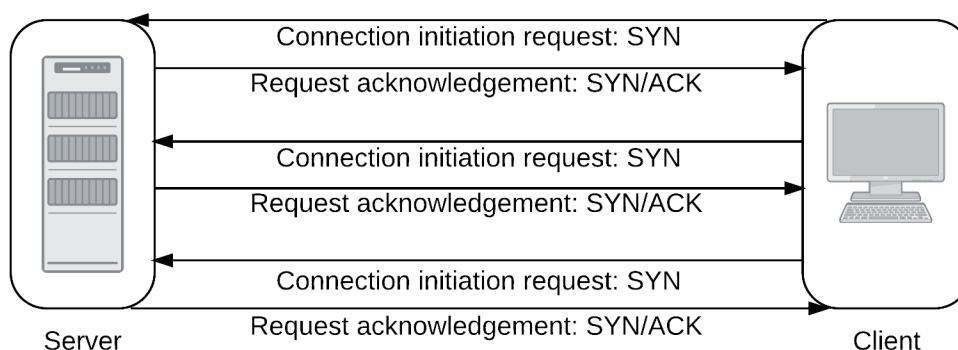 Connection initiation request: SYN
Request acknowledgement: SYN/ACK
Connection initiation request: SYN
Request acknowledgement: SYN/ACK
Connection initiation request: SYN
Request acknowledgement: SYN/ACK
Server
Client